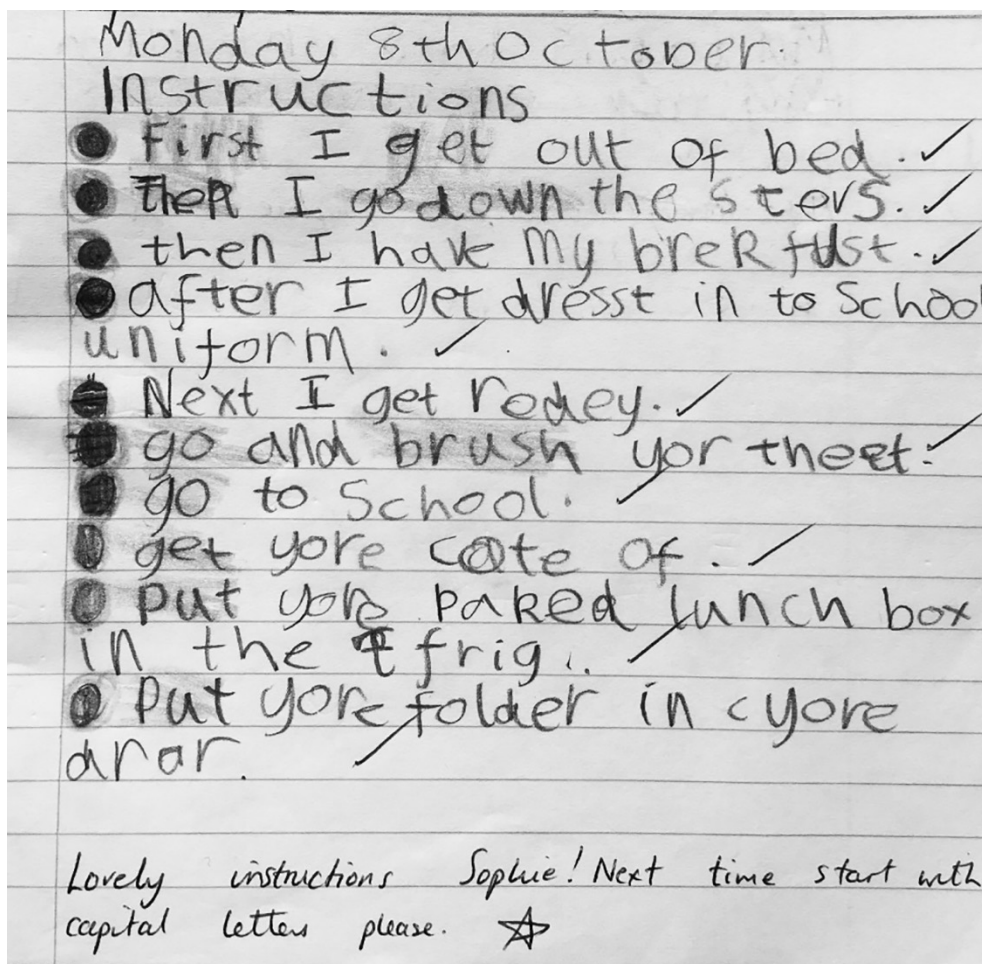 Monday 8th October.
Instructions
● First I get out of bed. ✓
● Then I go down the sters. ✓
● then I have my brekfust. ✓
● after I get dresst in to School
uniform. ✓
● Next I get rodey. ✓
● go and brush yor theet. ✓
● go to School. ✓
● get yore cate of. ✓
● put yore paked lunch box
in the frig. ✓
● put yore folder in yore
drar. ✓
Lovely instructions Sophie! Next time start with
capital letters please. ☆